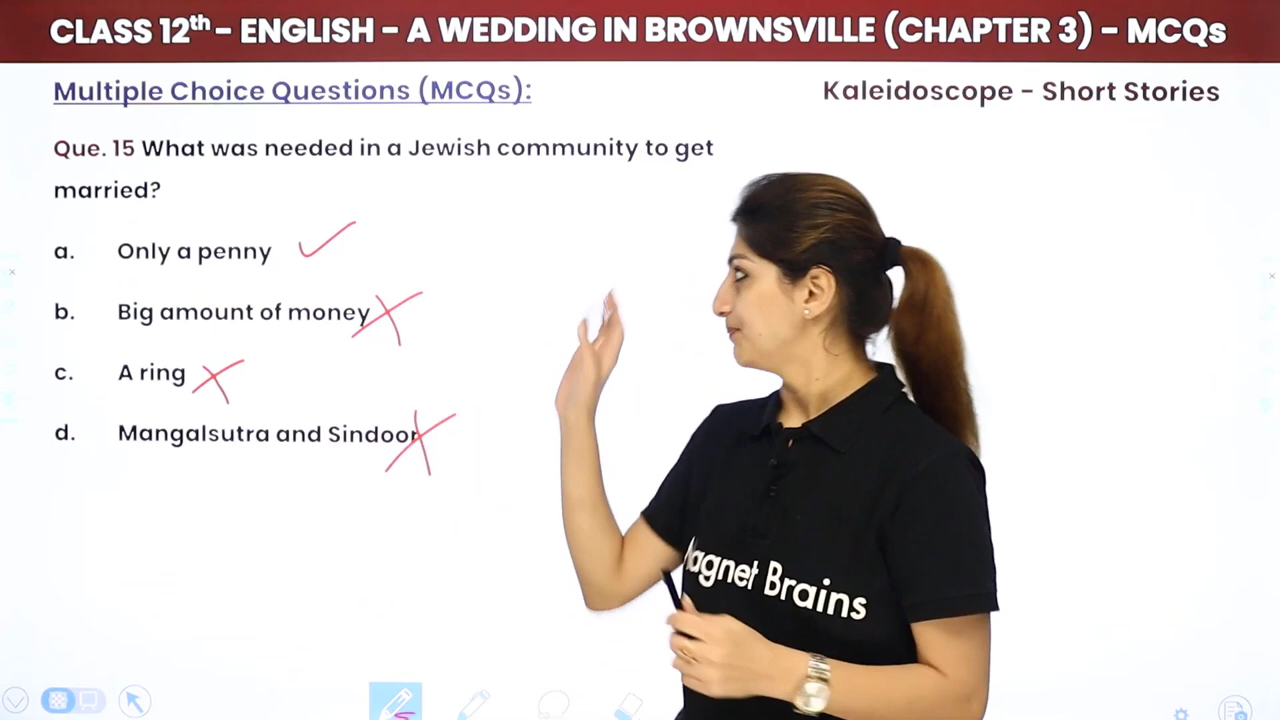 CLASS 12th – ENGLISH – A WEDDING IN BROWNSVILLE (CHAPTER 3) – MCQs
Multiple Choice Questions (MCQs):
Kaleidoscope - Short Stories
Que. 15 What was needed in a Jewish community to get
married?
a. Only a penny
b. Big amount of money
c. A ring
d. Mangalsutra and Sindoor
Magnet Brains